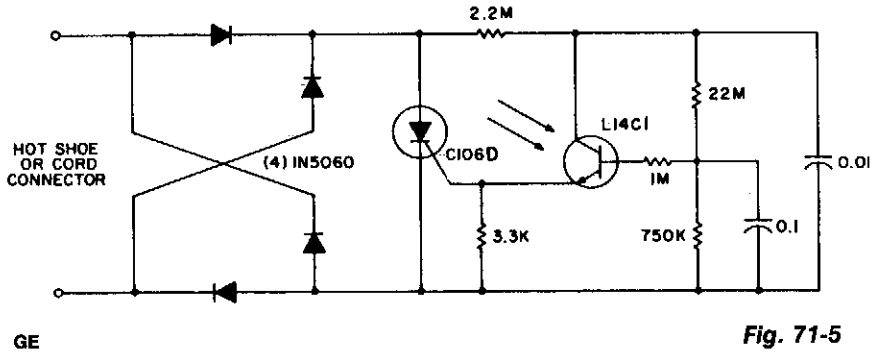 2.2M
22M
L14C1
HOT SHOE
OR CORD
CONNECTOR
(4) IN5060
C106D
1M
0.01
3.3K
750K
0.1
GE
Fig. 71-5